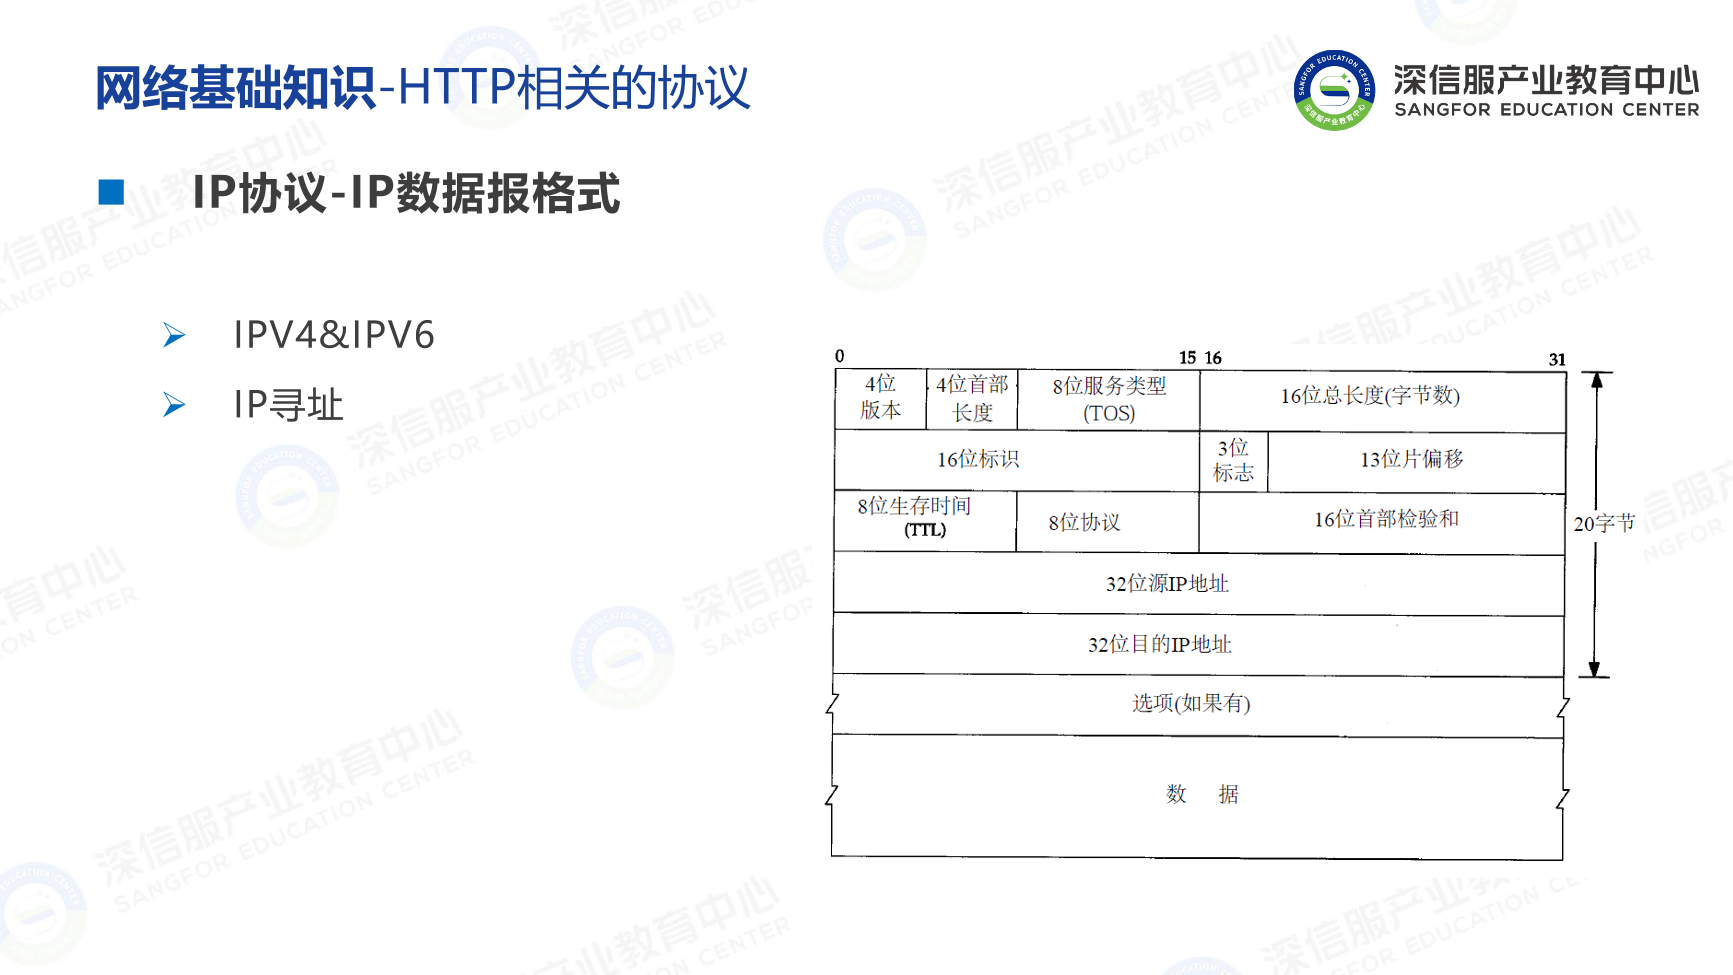 网络基础知识-HTTP相关的协议
深信服产业教育中心
SANGFOR EDUCATION CENTER
IP协议-IP数据报格式
IPV4&IPV6
IP寻址
0 15 16 31
4位版本 4位首部长度 8位服务类型(TOS) 16位总长度(字节数)
16位标识 3位标志 13位片偏移
8位生存时间(TTL) 8位协议 16位首部检验和
20字节
32位源IP地址
32位目的IP地址
选项(如果有)
数 据